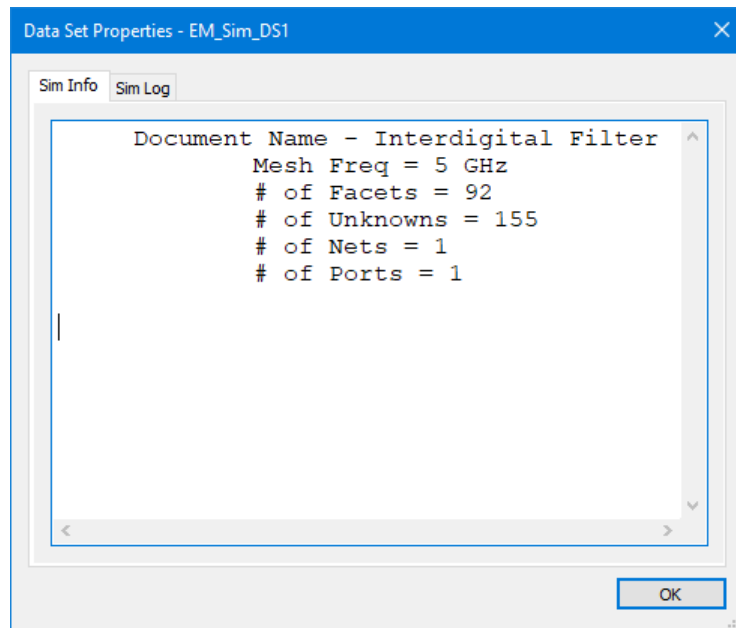 Data Set Properties - EM_Sim_DS1
Sim Info Sim Log
Document Name - Interdigital Filter
Mesh Freq = 5 GHz
# of Facets = 92
# of Unknowns = 155
# of Nets = 1
# of Ports = 1
OK